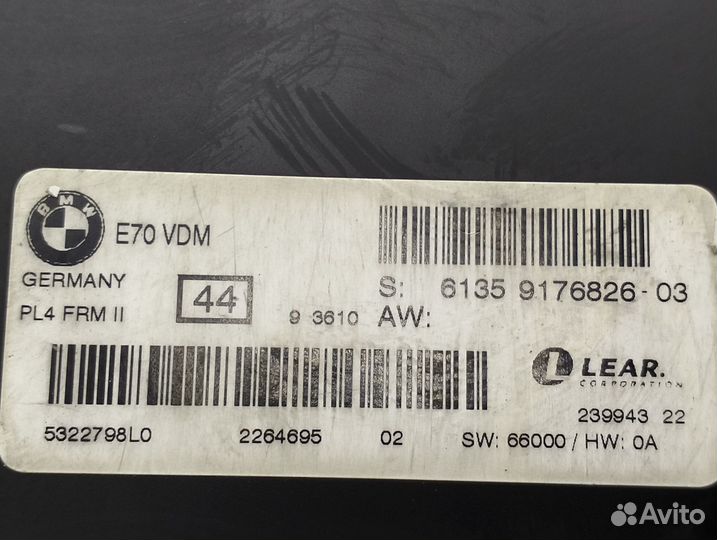 BMW
E70 VDM
GERMANY
PL4 FRM II
44
9 3610
S: 6135 9176826-03
AW:
LEAR.
CORPORATION
239943 22
5322798L0
2264695
02
SW: 66000 / HW: 0A
Avito